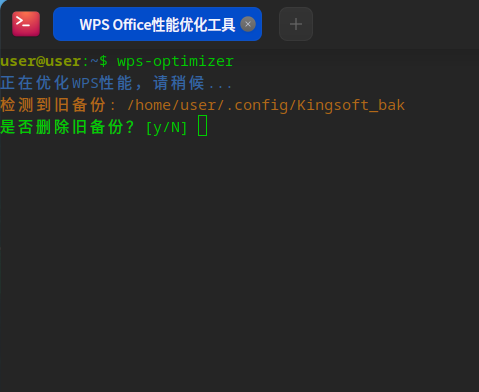 WPS Office性能优化工具
user@user:~$ wps-optimizer
正在优化WPS性能，请稍候...
检测到旧备份：/home/user/.config/Kingsoft_bak
是否删除旧备份？[y/N]